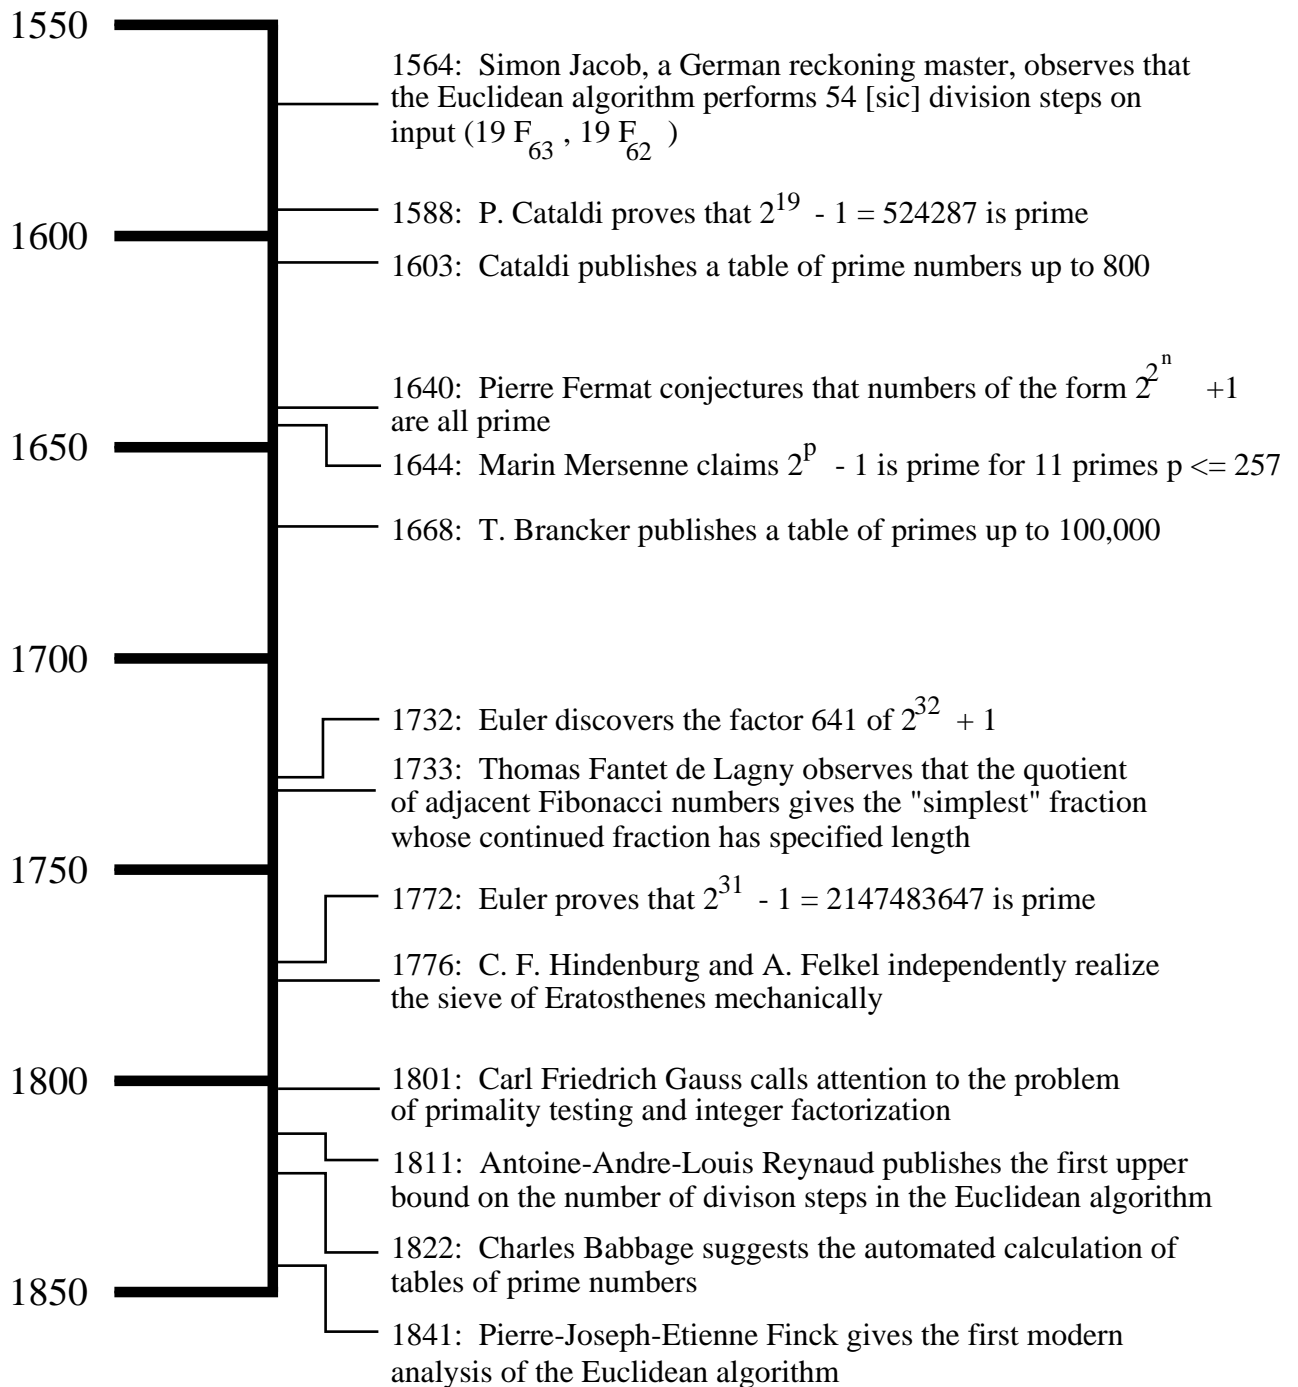 1550
1564: Simon Jacob, a German reckoning master, observes that
the Euclidean algorithm performs 54 [sic] division steps on
input (19 F_63 , 19 F_62 )
1588: P. Cataldi proves that 2^19 - 1 = 524287 is prime
1600
1603: Cataldi publishes a table of prime numbers up to 800
1640: Pierre Fermat conjectures that numbers of the form 2^2^n +1
are all prime
1650
1644: Marin Mersenne claims 2^p - 1 is prime for 11 primes p <= 257
1668: T. Brancker publishes a table of primes up to 100,000
1700
1732: Euler discovers the factor 641 of 2^32 + 1
1733: Thomas Fantet de Lagny observes that the quotient
of adjacent Fibonacci numbers gives the "simplest" fraction
whose continued fraction has specified length
1750
1772: Euler proves that 2^31 - 1 = 2147483647 is prime
1776: C. F. Hindenburg and A. Felkel independently realize
the sieve of Eratosthenes mechanically
1800
1801: Carl Friedrich Gauss calls attention to the problem
of primality testing and integer factorization
1811: Antoine-Andre-Louis Reynaud publishes the first upper
bound on the number of divison steps in the Euclidean algorithm
1822: Charles Babbage suggests the automated calculation of
tables of prime numbers
1850
1841: Pierre-Joseph-Etienne Finck gives the first modern
analysis of the Euclidean algorithm